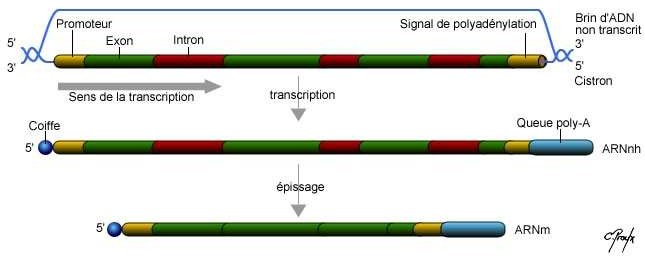 Promoteur
Signal de polyadénylation
Brin d'ADN
non transcrit
5'
Exon
Intron
3'
3'
5'
Cistron
Sens de la transcription
transcription
Coiffe
Queue poly-A
5'
ARNnh
épissage
5'
ARNm